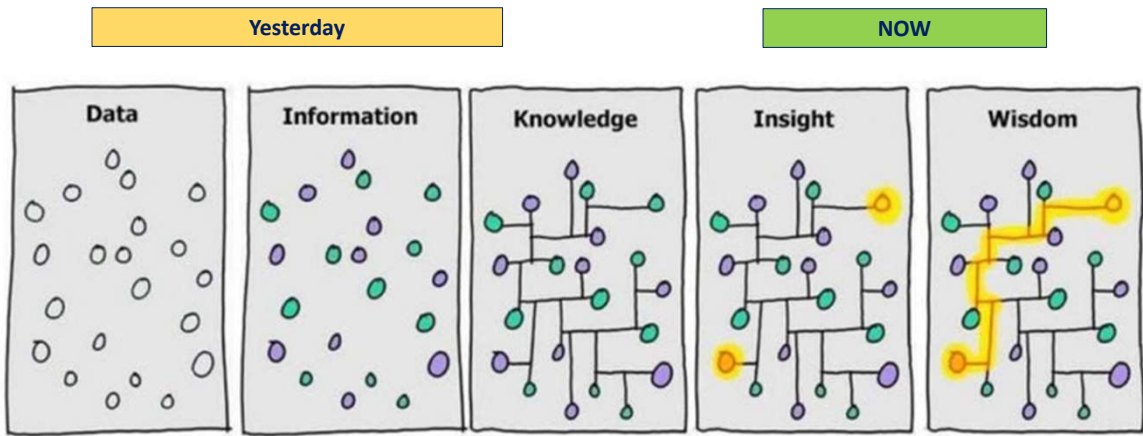 Yesterday
NOW
Data
Information
Knowledge
Insight
Wisdom